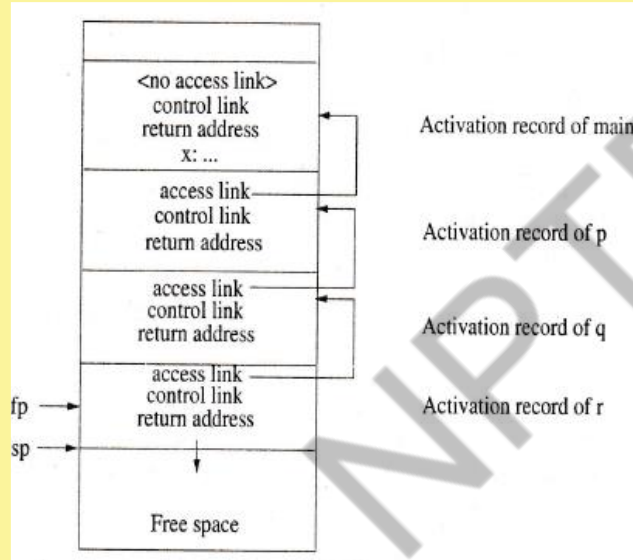 <no access link>
control link
return address
x: ...
Activation record of main
access link
control link
return address
Activation record of p
access link
control link
return address
Activation record of q
access link
control link
return address
Activation record of r
fp
sp
Free space
NPT